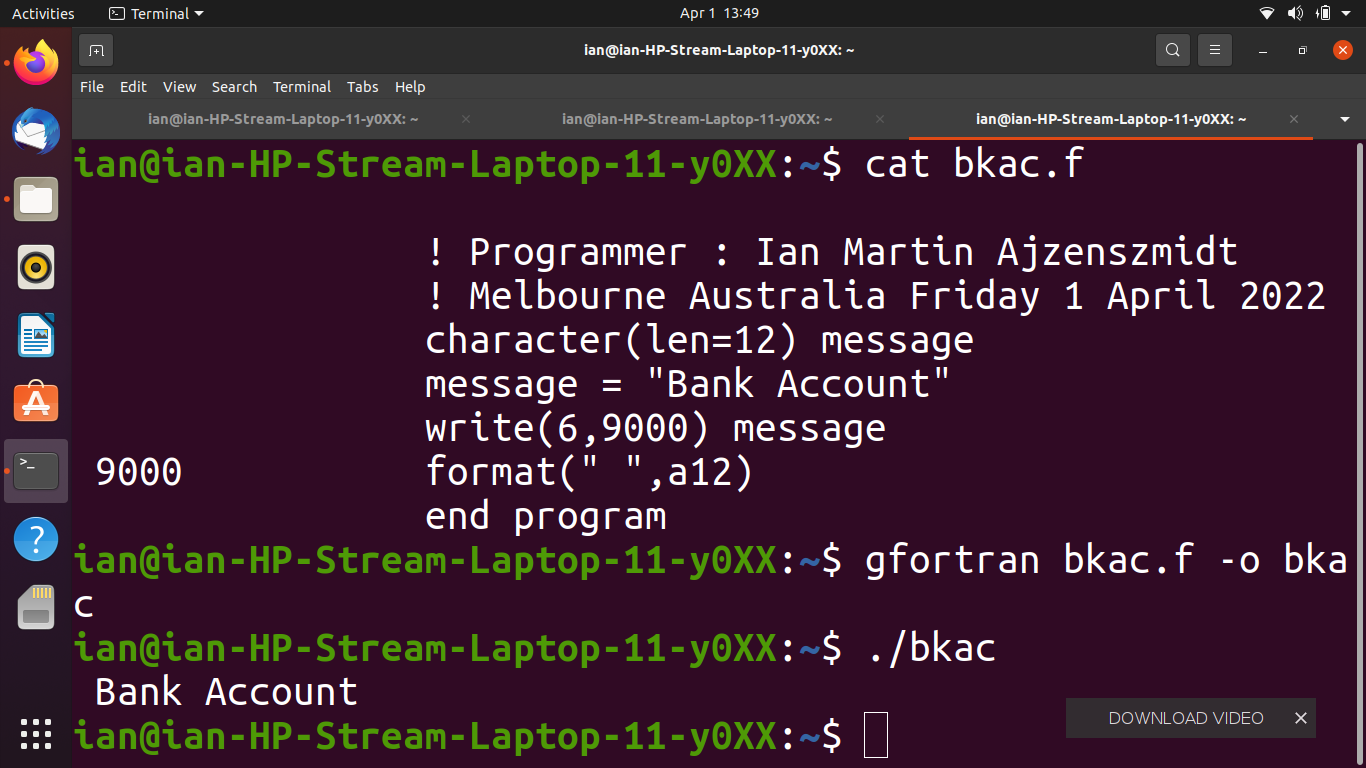 Activities Terminal Apr 1 13:49
ian@ian-HP-Stream-Laptop-11-y0XX: ~
File Edit View Search Terminal Tabs Help
ian@ian-HP-Stream-Laptop-11-y0XX: ~ ian@ian-HP-Stream-Laptop-11-y0XX: ~ ian@ian-HP-Stream-Laptop-11-y0XX: ~
ian@ian-HP-Stream-Laptop-11-y0XX:~$ cat bkac.f
! Programmer : Ian Martin Ajzenszmidt
! Melbourne Australia Friday 1 April 2022
character(len=12) message
message = "Bank Account"
write(6,9000) message
9000 format(" ",a12)
end program
ian@ian-HP-Stream-Laptop-11-y0XX:~$ gfortran bkac.f -o bka
c
ian@ian-HP-Stream-Laptop-11-y0XX:~$ ./bkac
Bank Account
DOWNLOAD VIDEO
ian@ian-HP-Stream-Laptop-11-y0XX:~$